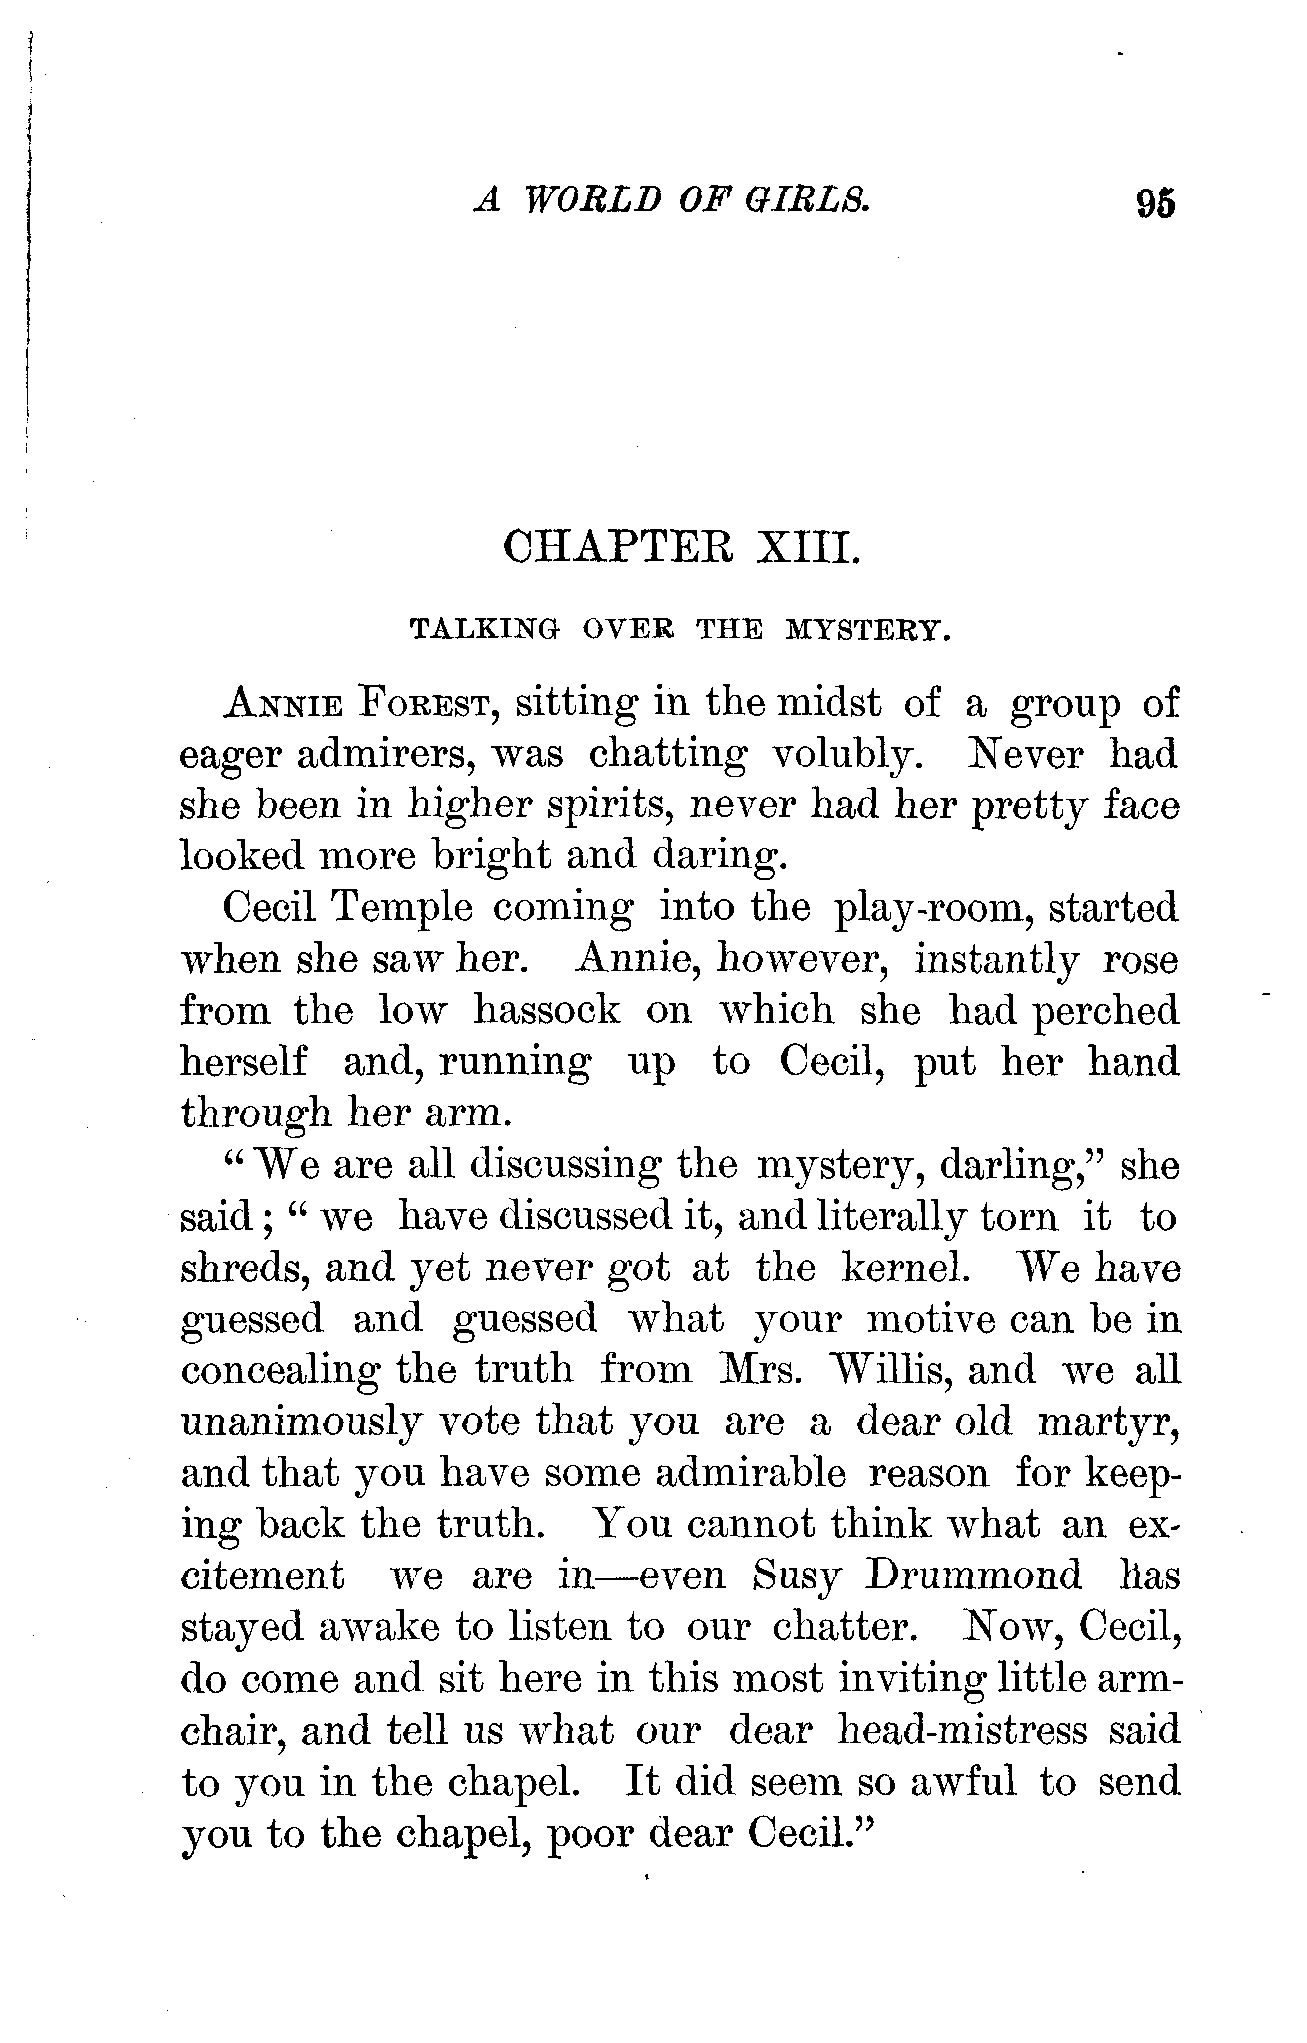 A WORLD OF GIRLS. 95
CHAPTER XIII.
TALKING OVER THE MYSTERY.
ANNIE FOREST, sitting in the midst of a group of
eager admirers, was chatting volubly. Never had
she been in higher spirits, never had her pretty face
looked more bright and daring.
Cecil Temple coming into the play-room, started
when she saw her. Annie, however, instantly rose
from the low hassock on which she had perched
herself and, running up to Cecil, put her hand
through her arm.
“We are all discussing the mystery, darling,” she
said; “ we have discussed it, and literally torn it to
shreds, and yet never got at the kernel. We have
guessed and guessed what your motive can be in
concealing the truth from Mrs. Willis, and we all
unanimously vote that you are a dear old martyr,
and that you have some admirable reason for keep-
ing back the truth. You cannot think what an ex-
citement we are in—even Susy Drummond has
stayed awake to listen to our chatter. Now, Cecil,
do come and sit here in this most inviting little arm-
chair, and tell us what our dear head-mistress said
to you in the chapel. It did seem so awful to send
you to the chapel, poor dear Cecil.”